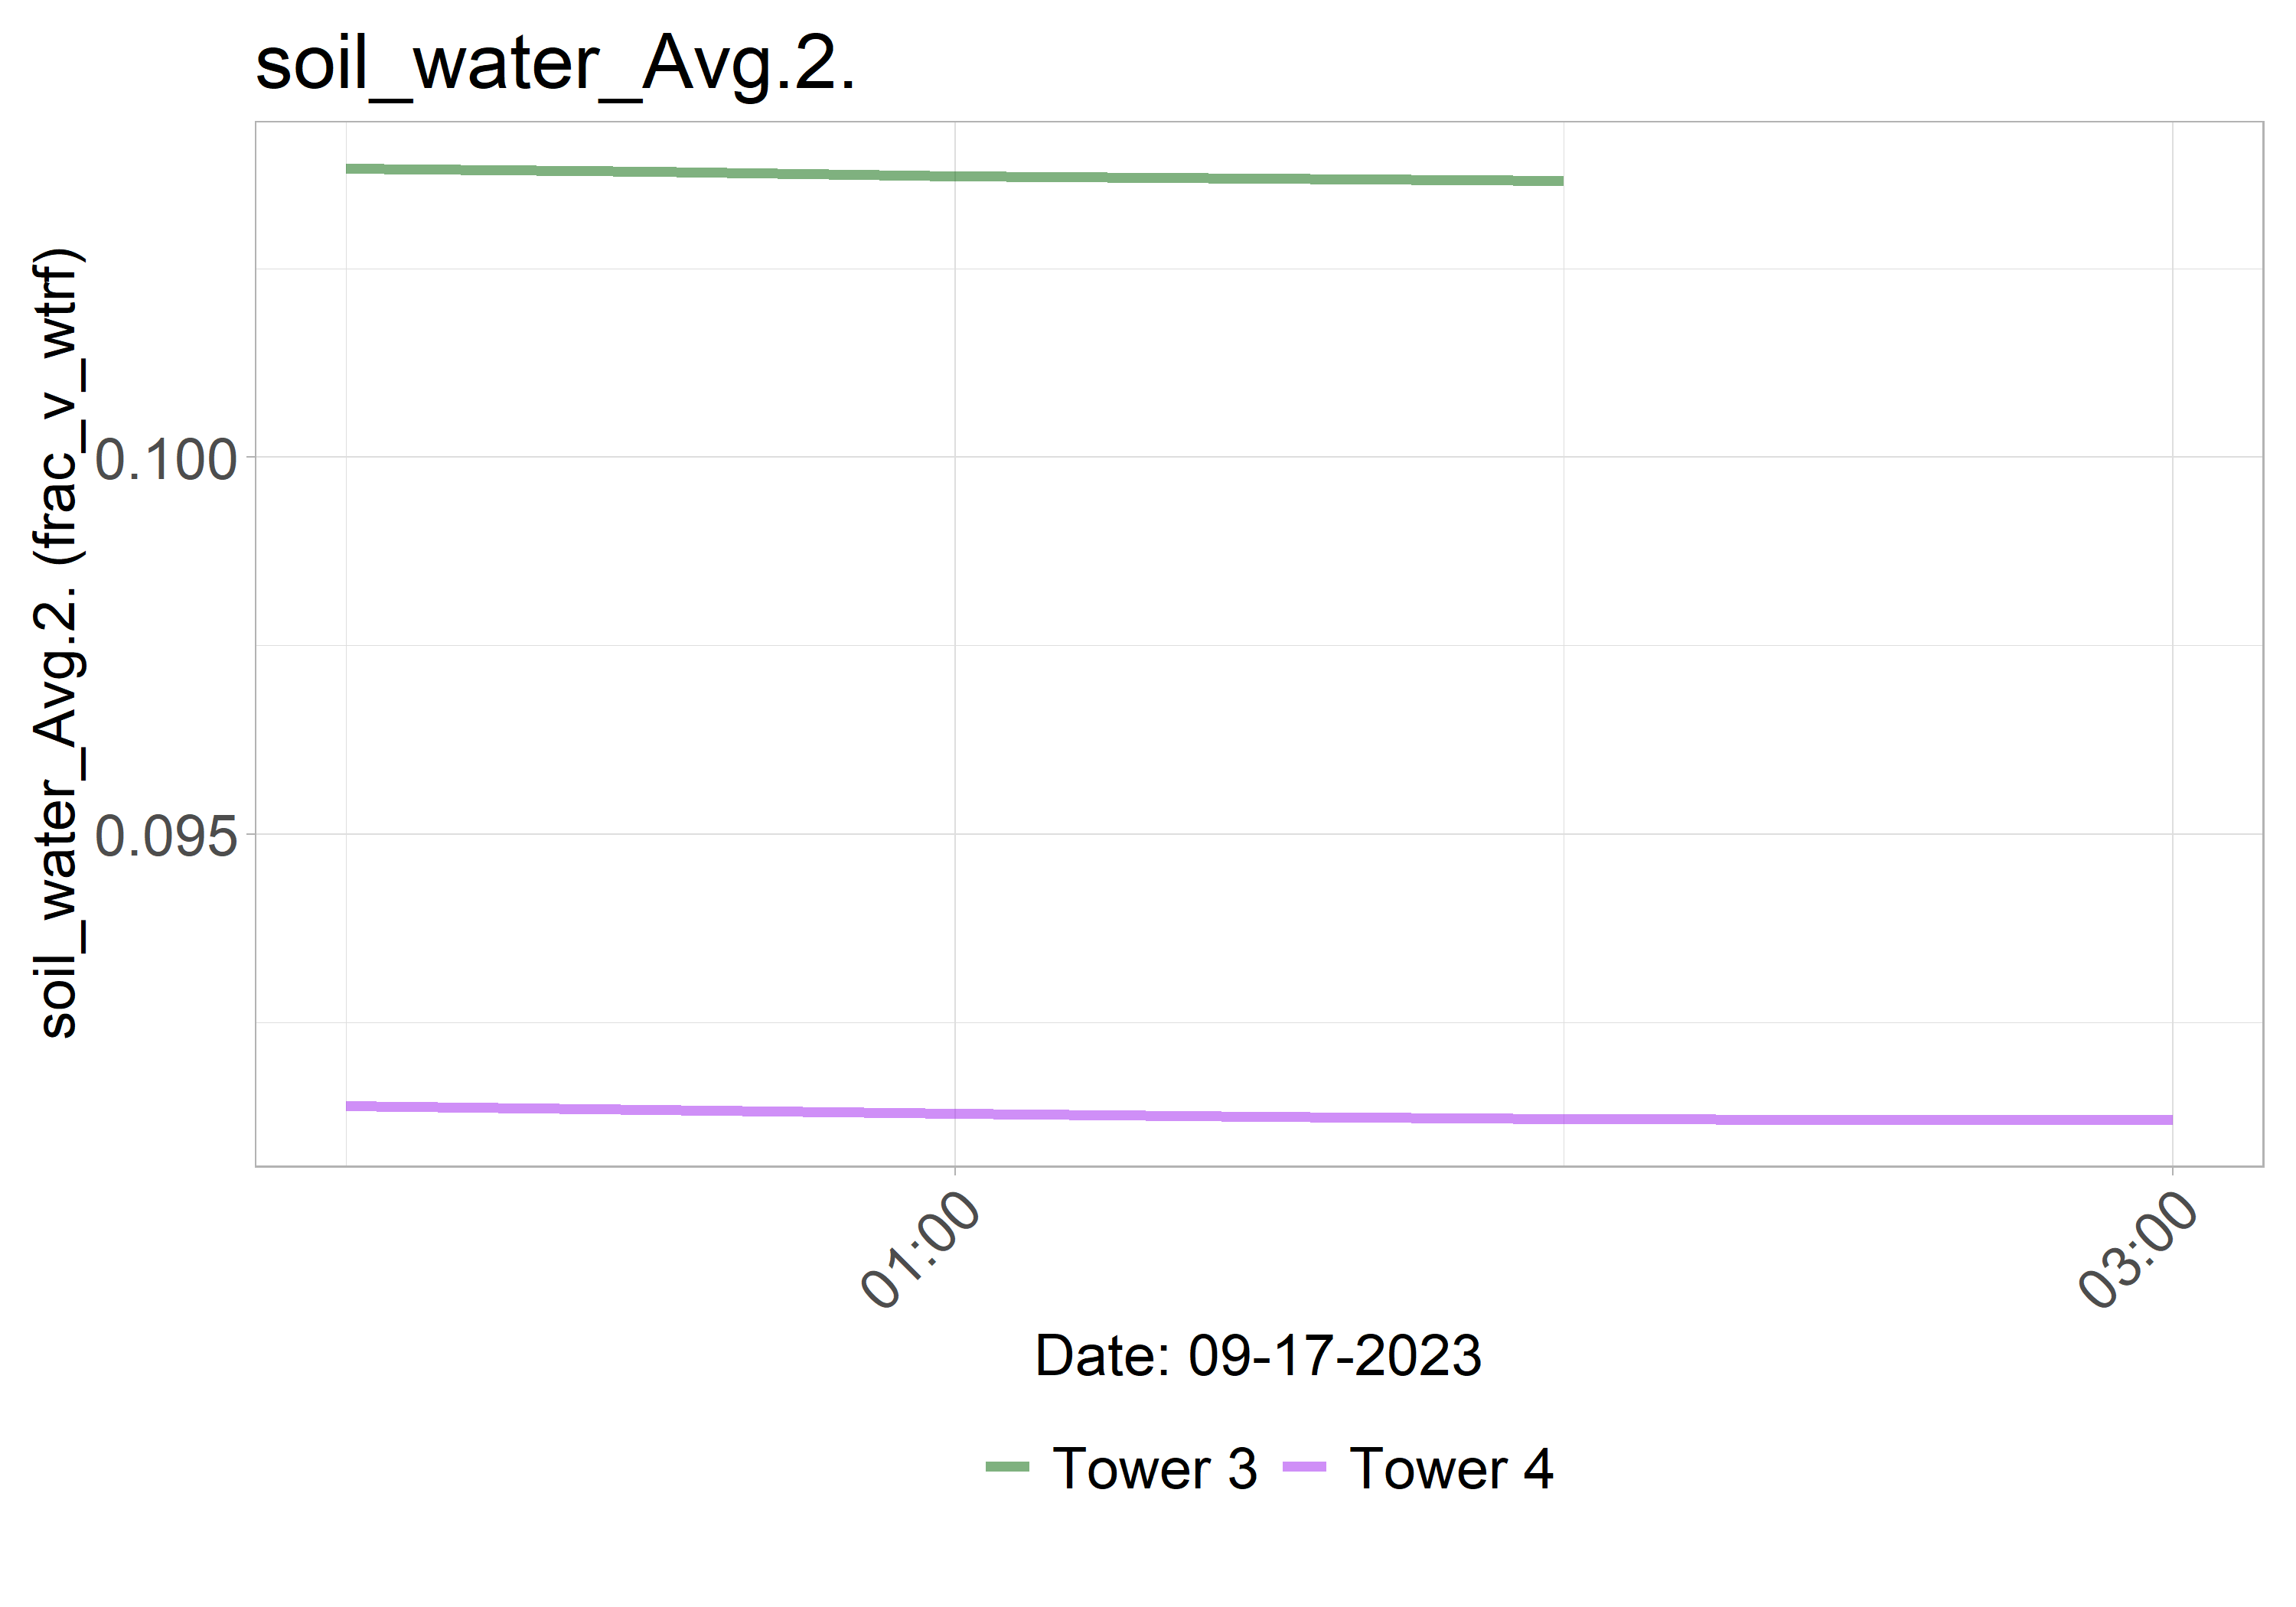 soil_water_Avg.2.
soil_water_Avg.2. (frac_v_wtrf)
0.100
0.095
01:00
03:00
Date: 09-17-2023
Tower 3
Tower 4